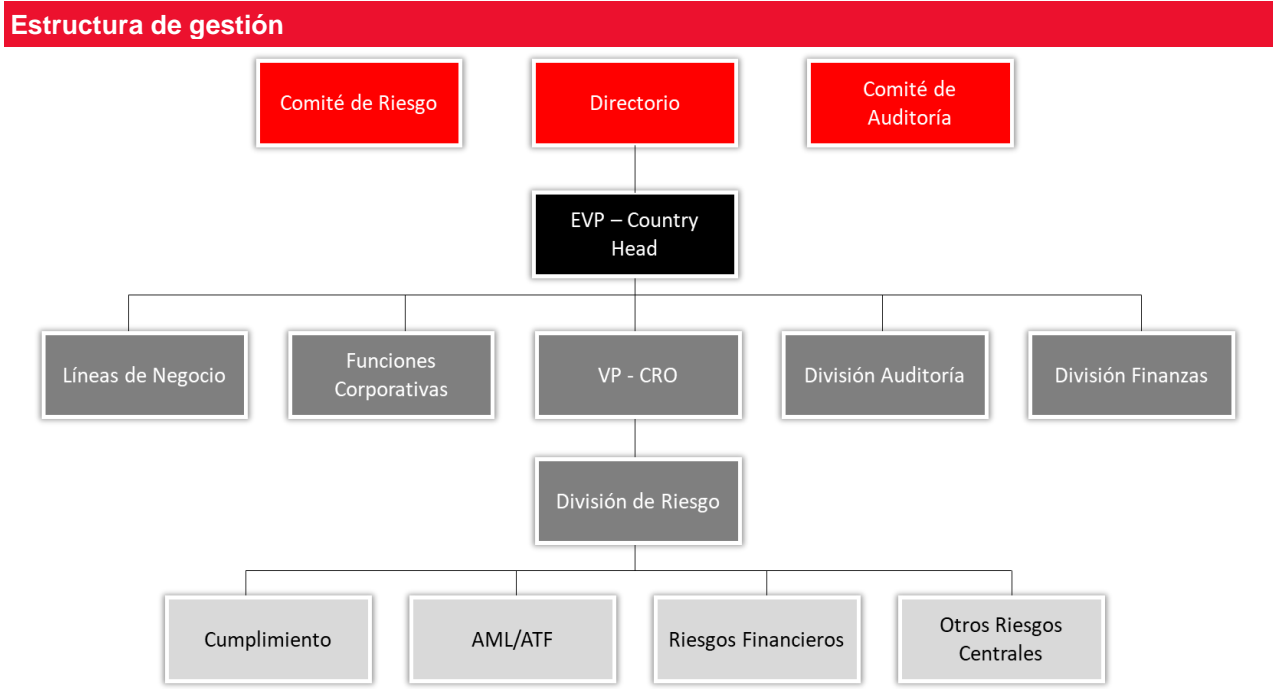 Estructura de gestión
Comité de Riesgo
Directorio
Comité de
Auditoría
EVP – Country
Head
Líneas de Negocio
Funciones
Corporativas
VP - CRO
División Auditoría
División Finanzas
División de Riesgo
Cumplimiento
AML/ATF
Riesgos Financieros
Otros Riesgos
Centrales